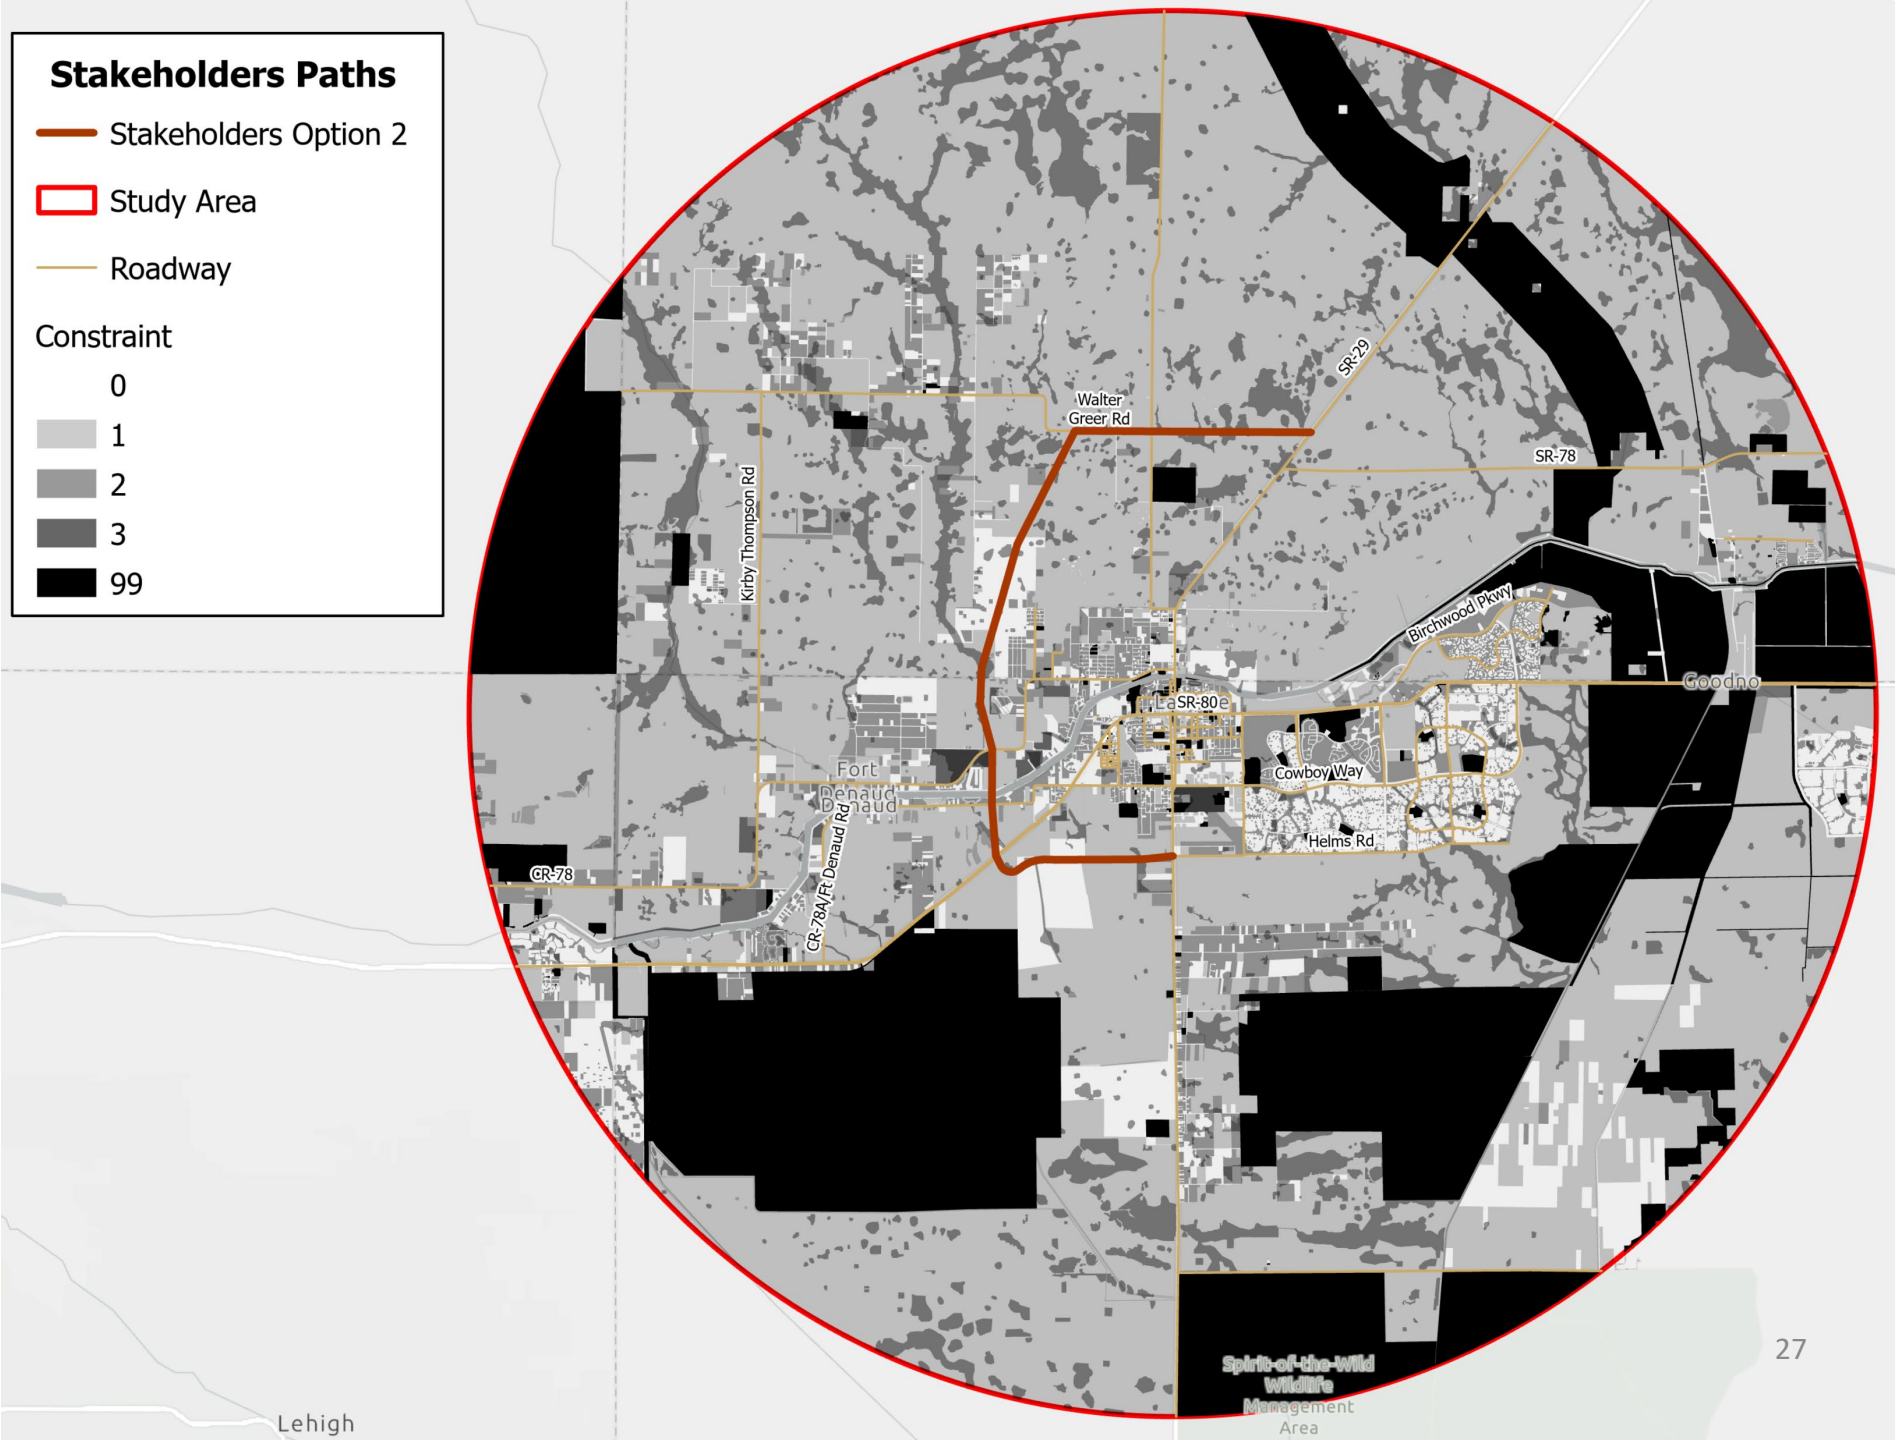 Stakeholders Paths
Stakeholders Option 2
Study Area
Roadway
Constraint
0
1
2
3
99
SR-29
Walter
Greer Rd
SR-78
Kirby Thompson Rd
Birchwood Pkwy
Goodno
SR-80
Fort
Denaud
Denaud
Cowboy Way
Helms Rd
CR-78A/Ft Denaud Rd
CR-78
27
Spirit-of-the-Wild
Wildlife
Management
Area
Lehigh